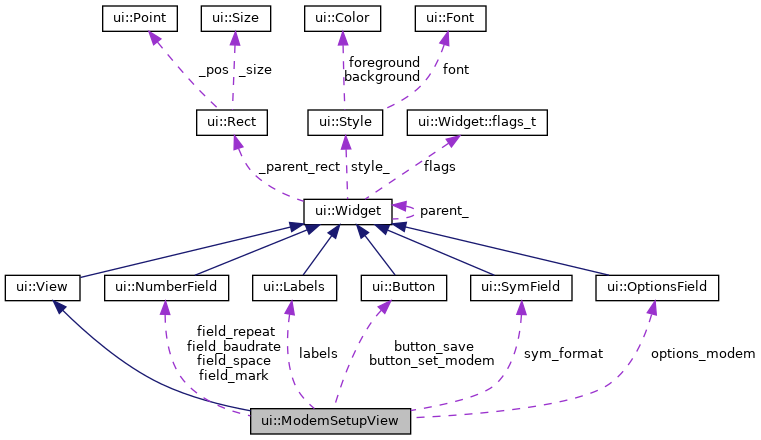 ui::Point
ui::Size
ui::Color
ui::Font
_pos
_size
foreground
background
font
ui::Rect
ui::Style
ui::Widget::flags_t
_parent_rect
style_
flags
ui::Widget
parent_
ui::View
ui::NumberField
ui::Labels
ui::Button
ui::SymField
ui::OptionsField
field_repeat
field_baudrate
field_space
field_mark
labels
button_save
button_set_modem
sym_format
options_modem
ui::ModemSetupView